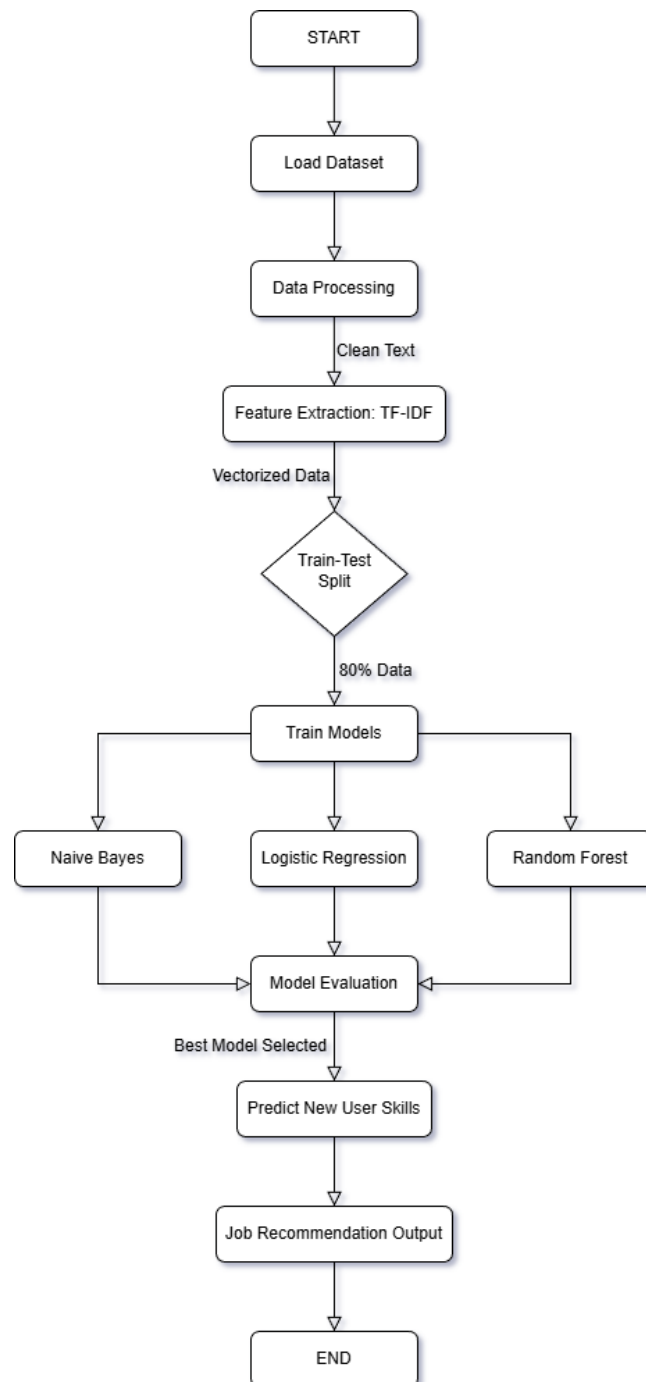 START
Load Dataset
Data Processing
Clean Text
Feature Extraction: TF-IDF
Vectorized Data
Train-Test
Split
80% Data
Train Models
Naive Bayes
Logistic Regression
Random Forest
Model Evaluation
Best Model Selected
Predict New User Skills
Job Recommendation Output
END